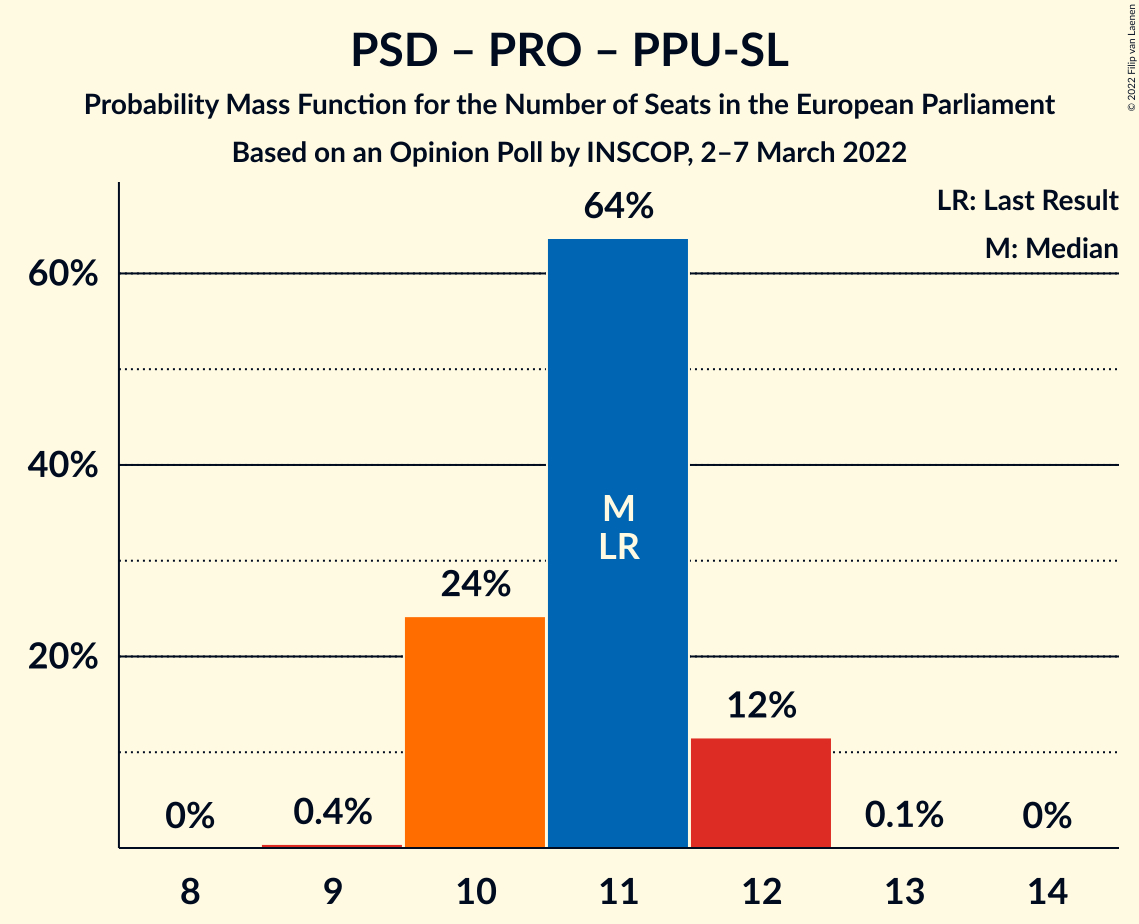 PSD – PRO – PPU-SL
Probability Mass Function for the Number of Seats in the European Parliament
Based on an Opinion Poll by INSCOP, 2–7 March 2022
© 2022 Filip van Laenen
LR: Last Result
M: Median
60%
40%
20%
0%
0.4%
24%
64%
M
LR
12%
0.1%
0%
8
9
10
11
12
13
14